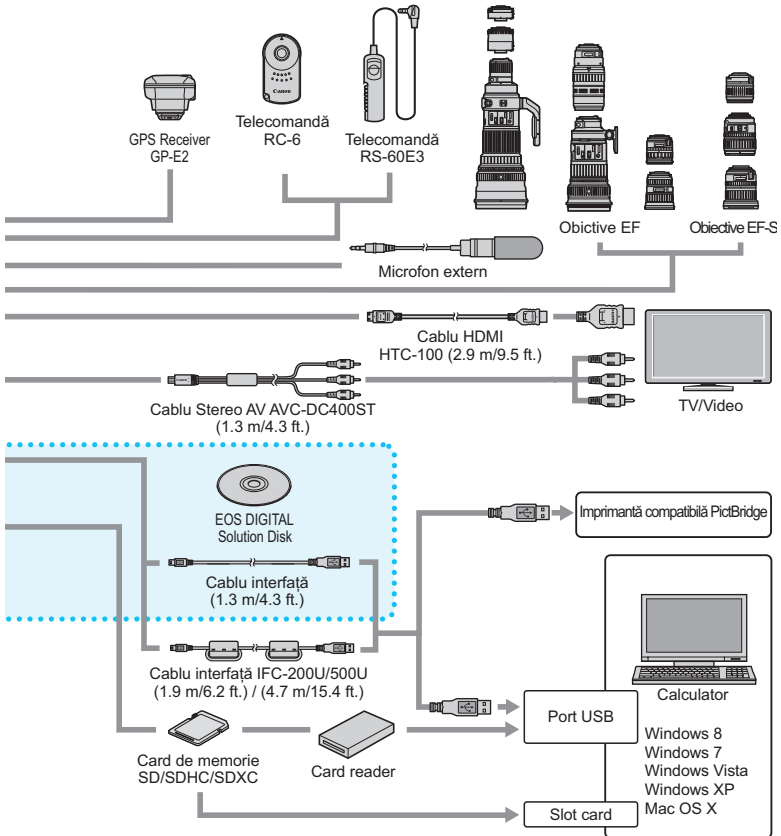 GPS Receiver
GP-E2
Canon
Telecomandă
RC-6
Telecomandă
RS-60E3
Obictive EF
Obiective EF-S
Microfon extern
Cablu HDMI
HTC-100 (2.9 m/9.5 ft.)
Cablu Stereo AV AVC-DC400ST
(1.3 m/4.3 ft.)
TV/Video
EOS DIGITAL
Solution Disk
Imprimantă compatibilă PictBridge
Cablu interfață
(1.3 m/4.3 ft.)
Cablu interfață IFC-200U/500U
(1.9 m/6.2 ft.) / (4.7 m/15.4 ft.)
Calculator
Port USB
Windows 8
Windows 7
Windows Vista
Windows XP
Mac OS X
Card de memorie
SD/SDHC/SDXC
Card reader
Slot card